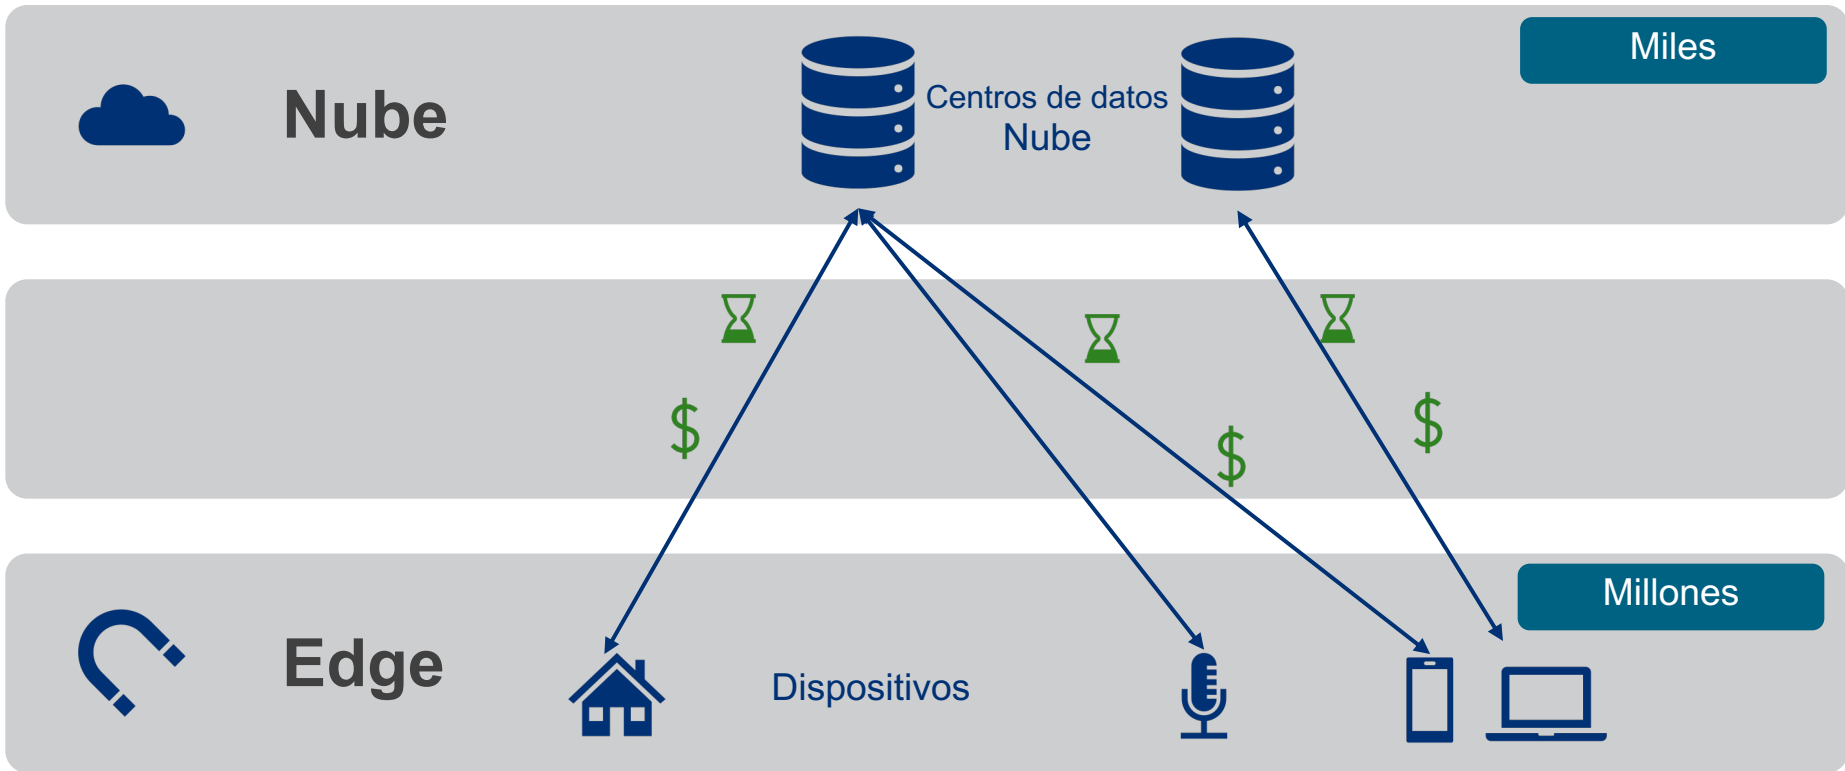 Nube
Centros de datos
Nube
Miles
$
$
$
Edge
Dispositivos
Millones